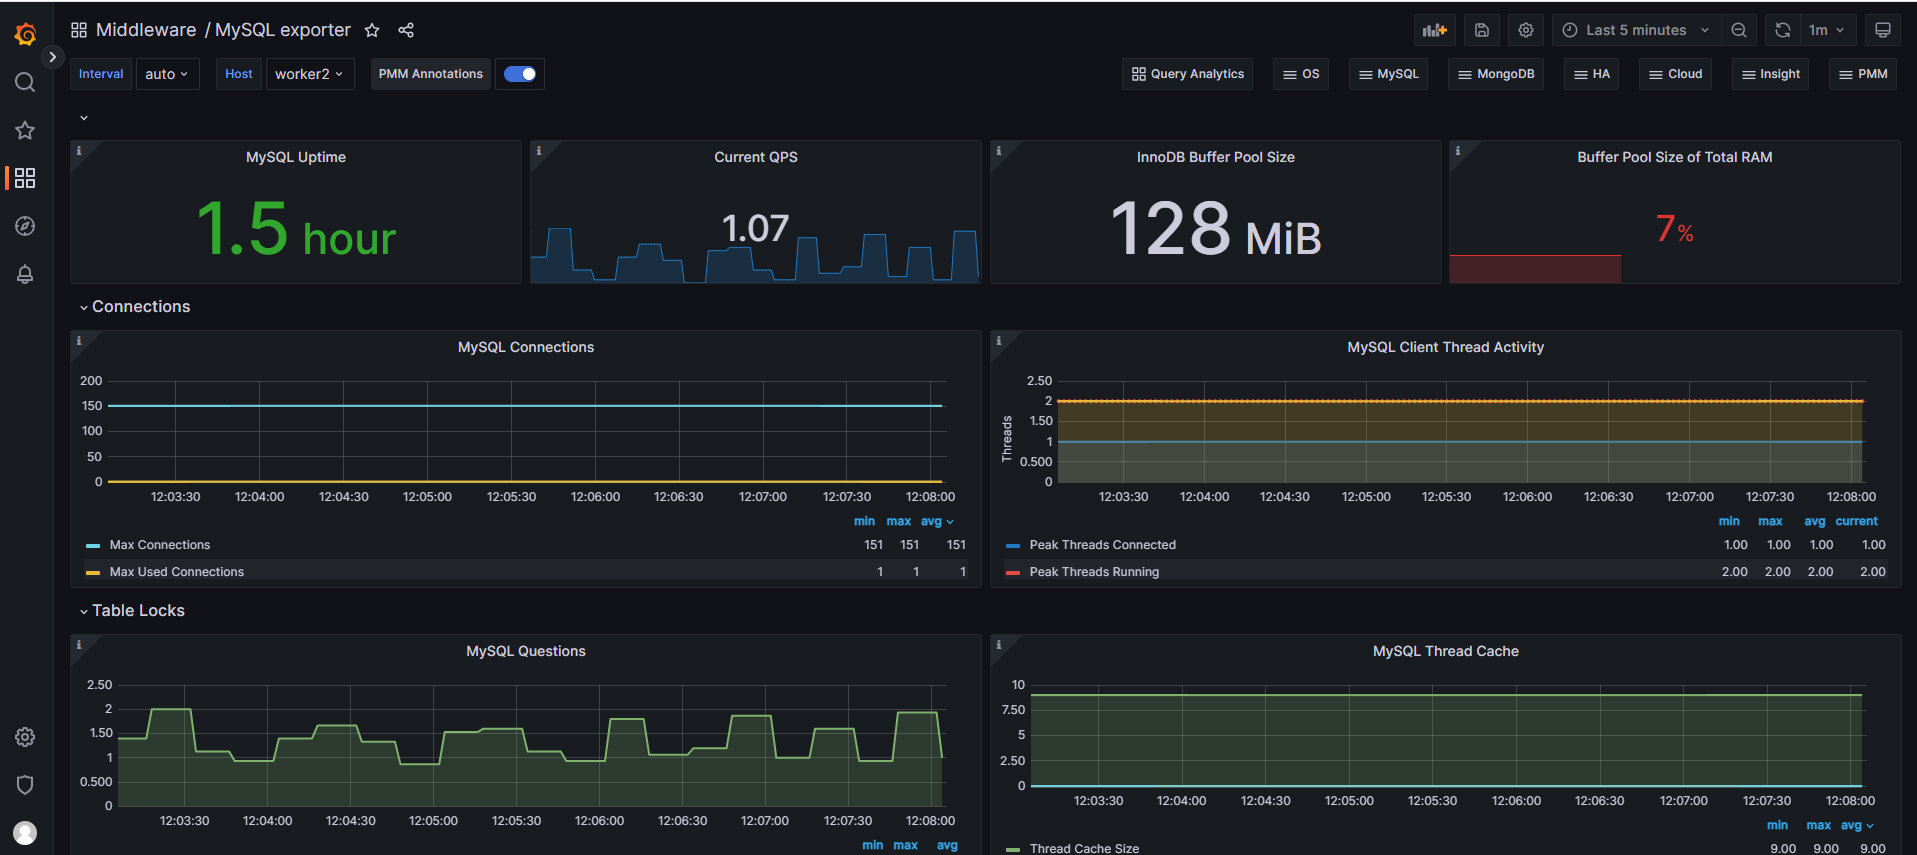 Middleware / MySQL exporter
Last 5 minutes
1m
Interval auto Host worker2 PMM Annotations
Query Analytics OS MySQL MongoDB HA Cloud Insight PMM
MySQL Uptime
1.5 hour
Current QPS
1.07
InnoDB Buffer Pool Size
128 MiB
Buffer Pool Size of Total RAM
7%
Connections
MySQL Connections
200
150
100
50
0
12:03:30 12:04:00 12:04:30 12:05:00 12:05:30 12:06:00 12:06:30 12:07:00 12:07:30 12:08:00
min max avg
Max Connections 151 151 151
Max Used Connections 1 1 1
MySQL Client Thread Activity
Threads
2.50
2
1.50
1
0.500
0
12:03:30 12:04:00 12:04:30 12:05:00 12:05:30 12:06:00 12:06:30 12:07:00 12:07:30 12:08:00
min max avg current
Peak Threads Connected 1.00 1.00 1.00 1.00
Peak Threads Running 2.00 2.00 2.00 2.00
Table Locks
MySQL Questions
2.50
2
1.50
1
0.500
0
12:03:30 12:04:00 12:04:30 12:05:00 12:05:30 12:06:00 12:06:30 12:07:00 12:07:30 12:08:00
min max avg
MySQL Thread Cache
10
7.50
5
2.50
0
12:03:30 12:04:00 12:04:30 12:05:00 12:05:30 12:06:00 12:06:30 12:07:00 12:07:30 12:08:00
min max avg
Thread Cache Size 9.00 9.00 9.00